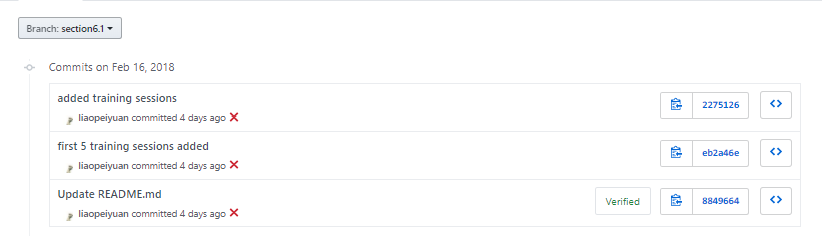 Branch: section6.1
Commits on Feb 16, 2018
added training sessions
liaopeiyuan committed 4 days ago
2275126
first 5 training sessions added
liaopeiyuan committed 4 days ago
eb2a46e
Update README.md
liaopeiyuan committed 4 days ago
Verified
8849664